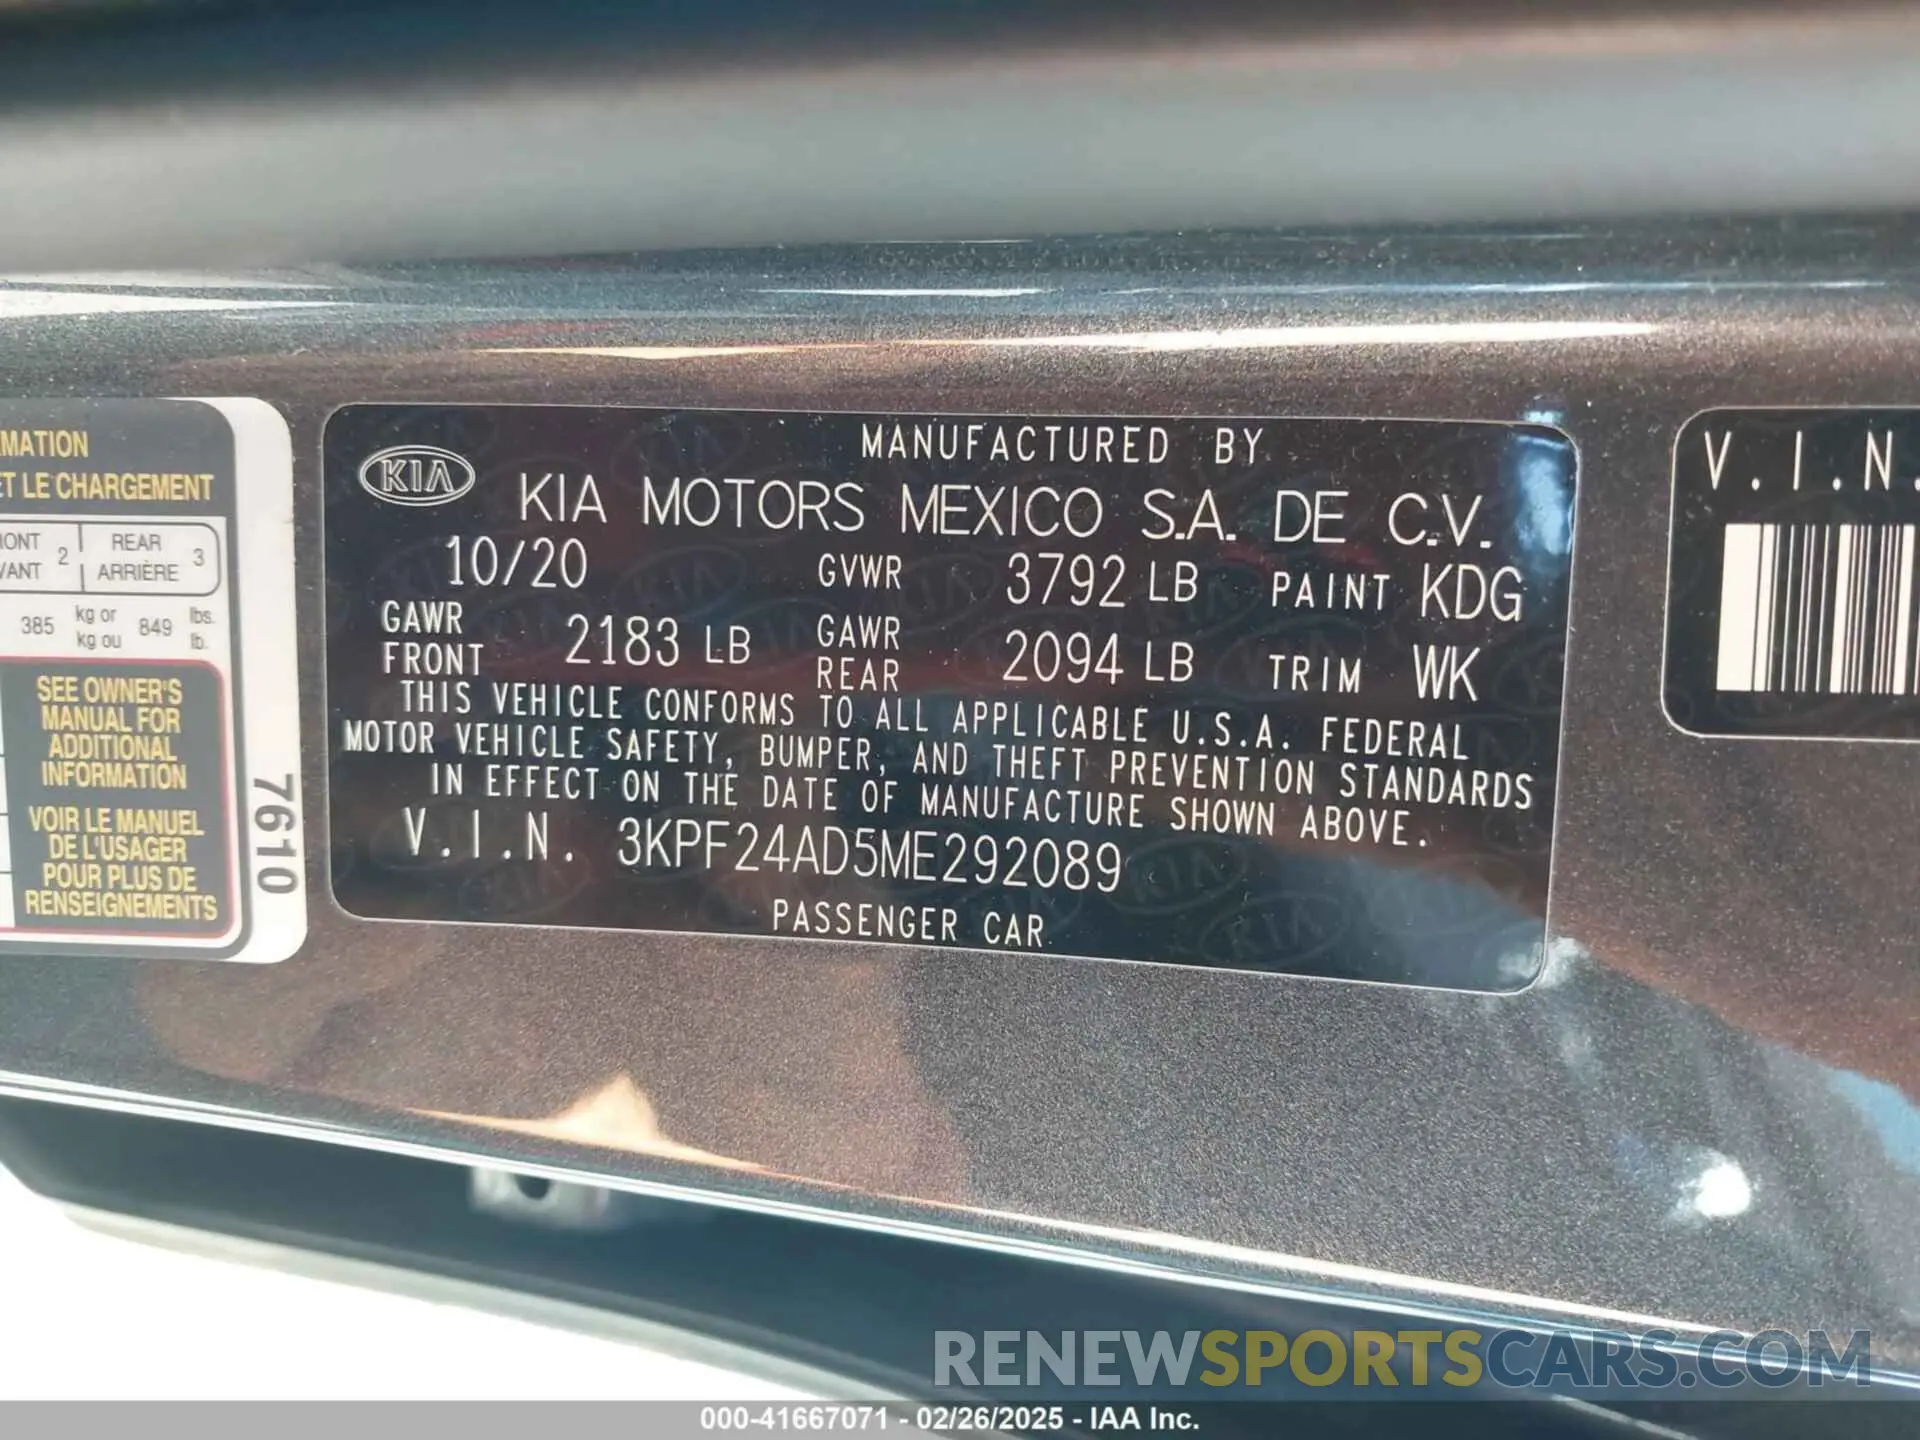 MATION
ET LE CHARGEMENT
2 REAR 3
ARRIÈRE
385 kg or 849 lbs.
kg ou lb.
SEE OWNER'S
MANUAL FOR
ADDITIONAL
INFORMATION
VOIR LE MANUEL
DE L'USAGER
POUR PLUS DE
RENSEIGNEMENTS
7610
MANUFACTURED BY
KIA
KIA MOTORS MEXICO S.A. DE C.V.
10/20 GVWR 3792 LB PAINT KDG
GAWR FRONT 2183 LB GAWR REAR 2094 LB TRIM WK
THIS VEHICLE CONFORMS TO ALL APPLICABLE U.S.A. FEDERAL
MOTOR VEHICLE SAFETY, BUMPER, AND THEFT PREVENTION STANDARDS
IN EFFECT ON THE DATE OF MANUFACTURE SHOWN ABOVE.
V.I.N. 3KPF24AD5ME292089
PASSENGER CAR
V.I.N.
RENEWSPORTSCARS.COM
000-41667071 - 02/26/2025 - IAA Inc.